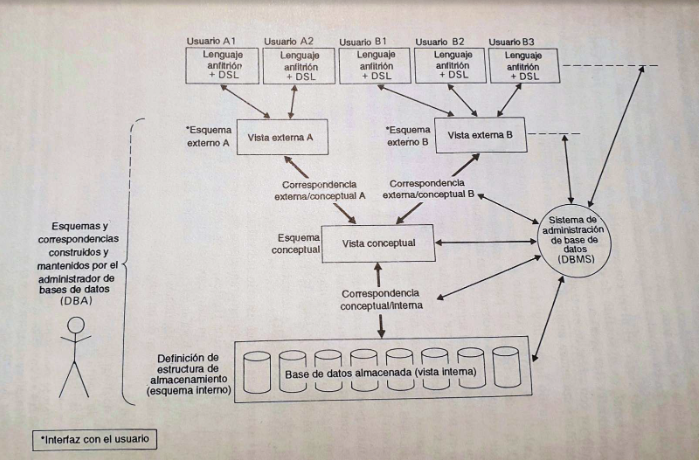 Usuario A1
Usuario A2
Usuario B1
Usuario B2
Usuario B3
Lenguaje
anfitrión
+ DSL
Lenguaje
anfitrión
+ DSL
Lenguaje
anfitrión
+ DSL
Lenguaje
anfitrión
+ DSL
Lenguaje
anfitrión
+ DSL
*Esquema
externo A
Vista externa A
*Esquema
externo B
Vista externa B
Correspondencia
externa/conceptual A
Correspondencia
externa/conceptual B
Esquemas y
correspondencias
construidos y
mantenidos por el
administrador de
bases de datos
(DBA)
Esquema
conceptual
Vista conceptual
Sistema de
administración
de base de
datos
(DBMS)
Correspondencia
conceptual/interna
Definición de
estructura de
almacenamiento
(esquema interno)
Base de datos almacenada (vista interna)
*Interfaz con el usuario